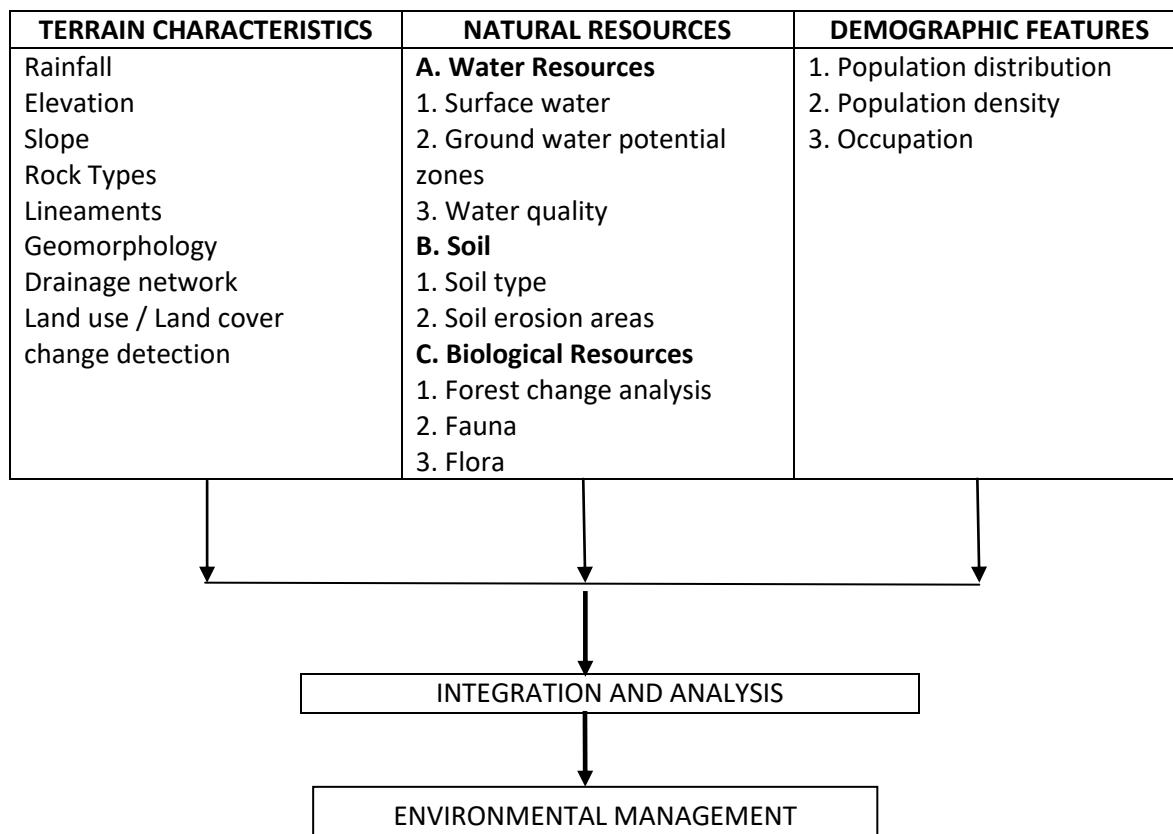 TERRAIN CHARACTERISTICS
Rainfall
Elevation
Slope
Rock Types
Lineaments
Geomorphology
Drainage network
Land use / Land cover
change detection
NATURAL RESOURCES
A. Water Resources
1. Surface water
2. Ground water potential
zones
3. Water quality
B. Soil
1. Soil type
2. Soil erosion areas
C. Biological Resources
1. Forest change analysis
2. Fauna
3. Flora
DEMOGRAPHIC FEATURES
1. Population distribution
2. Population density
3. Occupation
INTEGRATION AND ANALYSIS
ENVIRONMENTAL MANAGEMENT